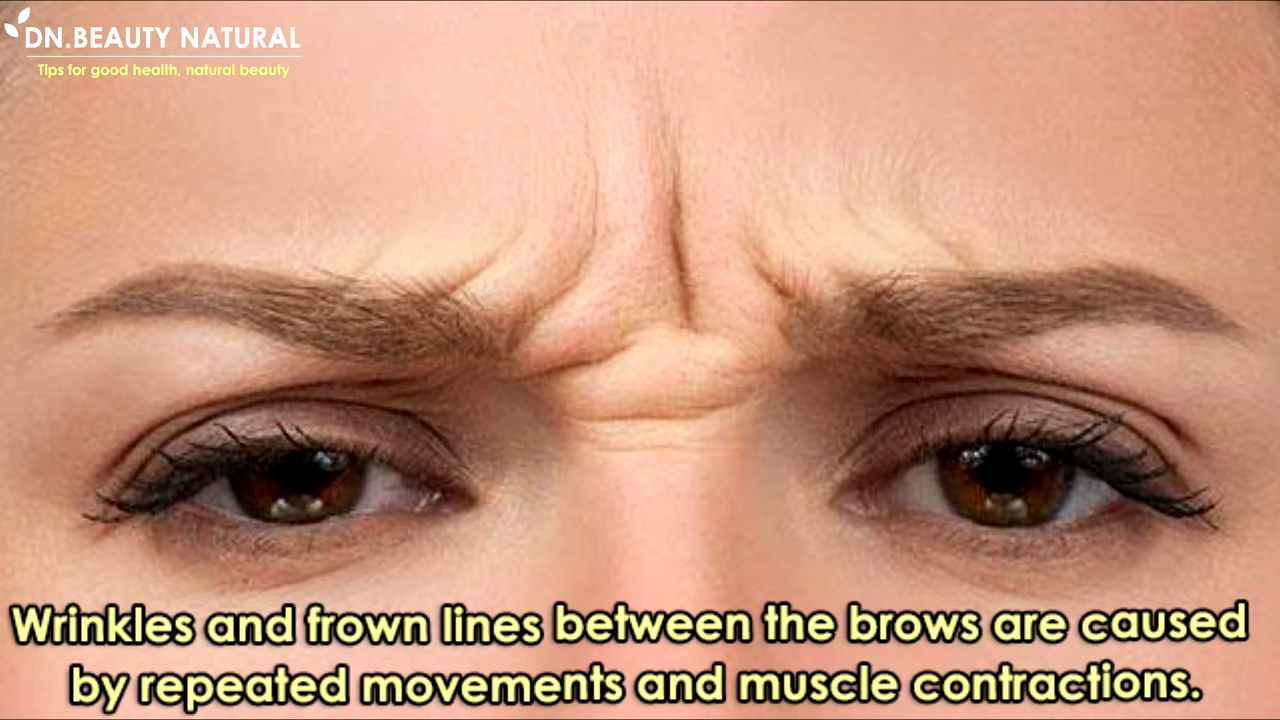 DN.BEAUTY NATURAL
Tips for good health, natural beauty
Wrinkles and frown lines between the brows are caused
by repeated movements and muscle contractions.